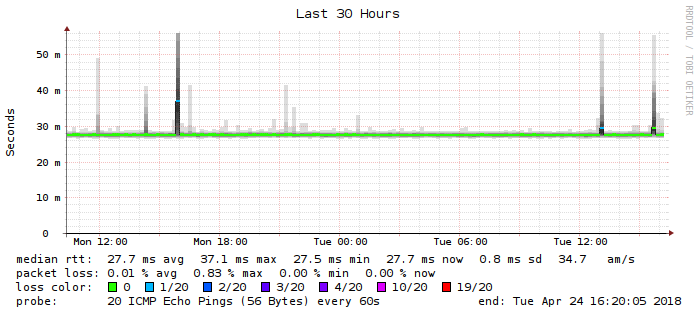 Last 30 Hours
RRDTOOL / TOBI OETIKER
Seconds
50 m
40 m
30 m
20 m
10 m
0
Mon 12:00 Mon 18:00 Tue 00:00 Tue 06:00 Tue 12:00
median rtt: 27.7 ms avg 37.1 ms max 27.5 ms min 27.7 ms now 0.8 ms sd 34.7 am/s
packet loss: 0.01 % avg 0.83 % max 0.00 % min 0.00 % now
loss color: 0 1/20 2/20 3/20 4/20 10/20 19/20
probe: 20 ICMP Echo Pings (56 Bytes) every 60s end: Tue Apr 24 16:20:05 2018